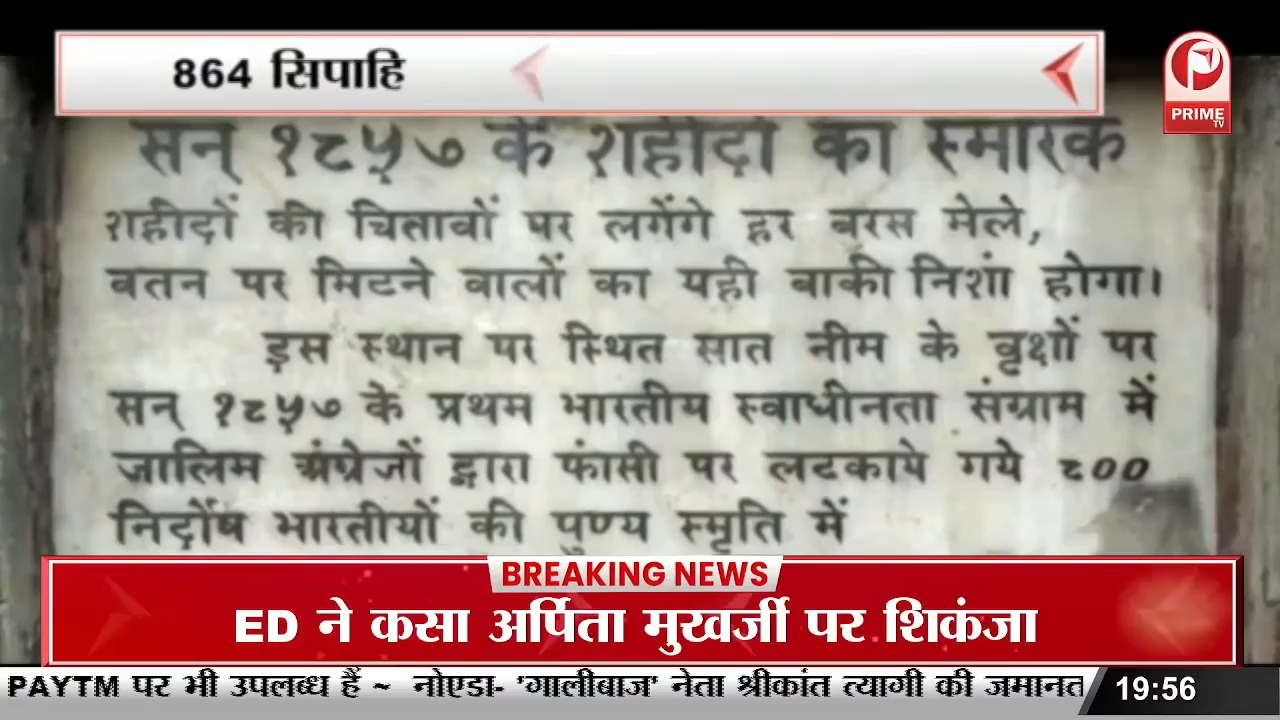 864 सिपाहि
PRIME
TV
सन् १८५७ के शहीदों का स्मारक
शहीदों की चितावों पर लगेंगे हर बरस मेले,
वतन पर मिटने वालों का यही बाकी निशां होगा।
इस स्थान पर स्थित सात नीम के वृक्षों पर
सन् १८५७ के प्रथम भारतीय स्वाधीनता संग्राम में
जालिम अंग्रेजों द्वारा फांसी पर लटकाये गये ८००
निर्दोष भारतीयों की पुण्य स्मृति में
BREAKING NEWS
ED ने कसा अर्पिता मुखर्जी पर शिकंजा
PAYTM पर भी उपलब्ध हैं ~ नोएडा- 'गालीबाज' नेता श्रीकांत त्यागी की जमानत
19:56